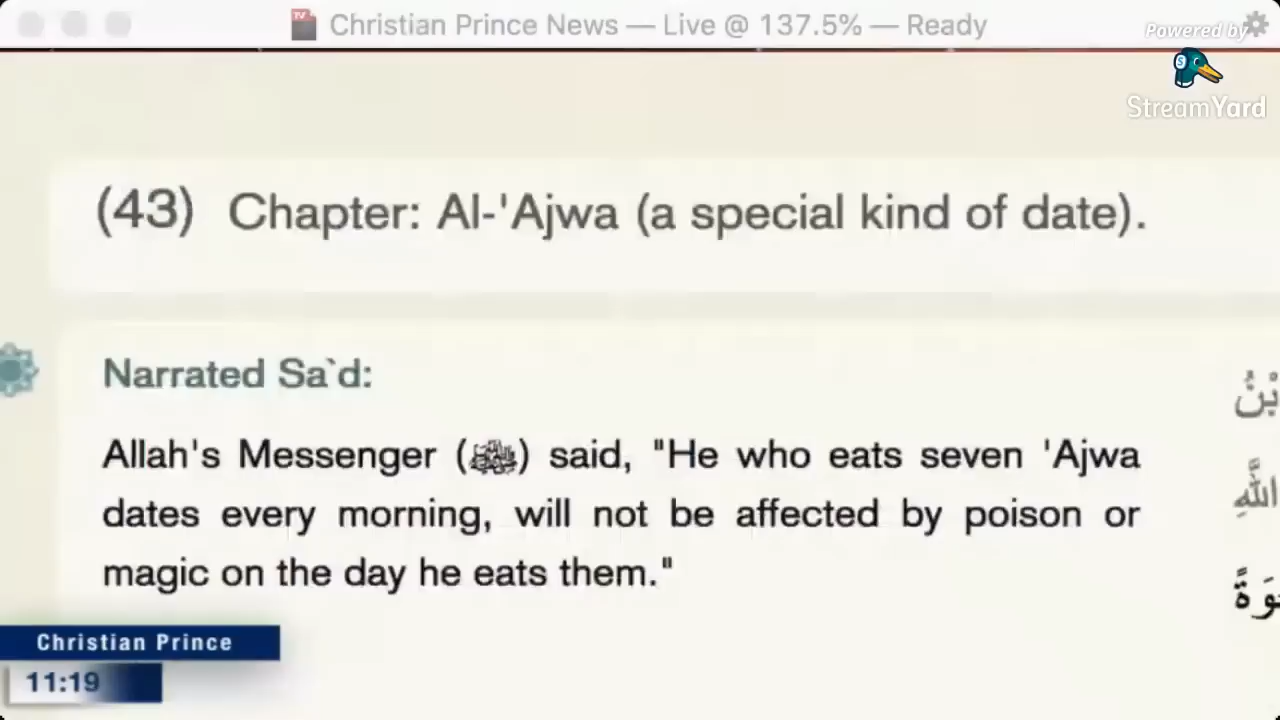 Christian Prince News — Live @ 137.5% — Ready
Powered by
StreamYard
(43) Chapter: Al-'Ajwa (a special kind of date).
Narrated Sa`d:
Allah's Messenger (ﷺ) said, "He who eats seven 'Ajwa
dates every morning, will not be affected by poison or
magic on the day he eats them."
Christian Prince
11:19